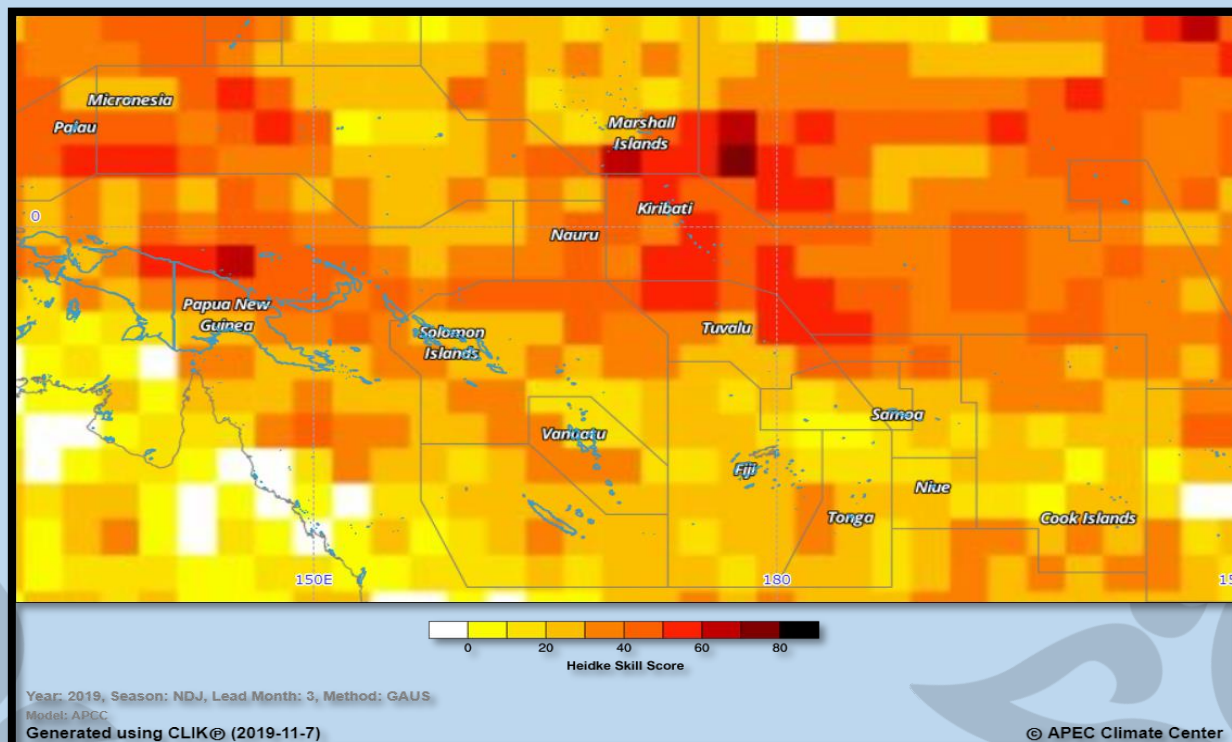 Micronesia
Palau
Marshall
Islands
0
Kiribati
Nauru
Papua New
Guinea
Solomon
Islands
Tuvalu
Samoa
Vanuatu
Fiji
Niue
Tonga
Cook Islands
150E
180
15
0
20
40
60
80
Heidke Skill Score
Year: 2019, Season: NDJ, Lead Month: 3, Method: GAUS
Model: APCC
Generated using CLIKⓅ (2019-11-7)
© APEC Climate Center